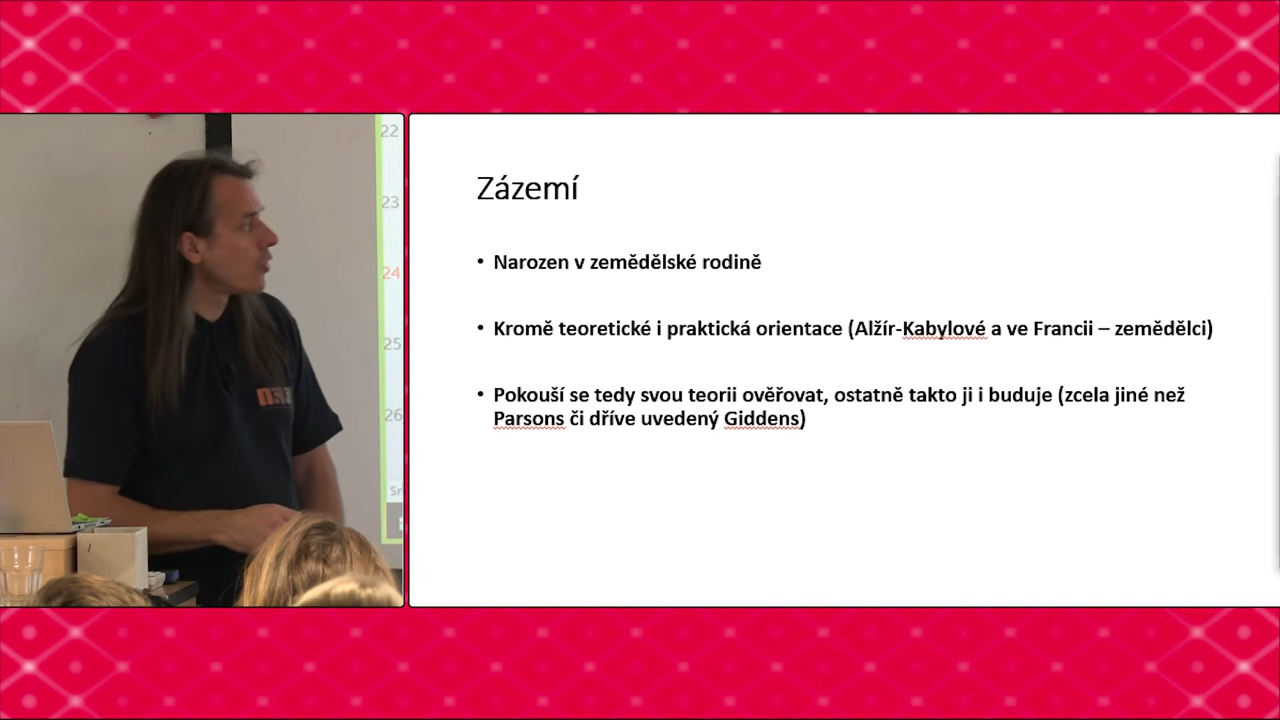 22
23
24
25
26
Zázemí
• Narozen v zemědělské rodině
• Kromě teoretické i praktická orientace (Alžír-Kabylové a ve Francii – zemědělci)
• Pokouší se tedy svou teorii ověřovat, ostatně takto ji i buduje (zcela jiné než
Parsons či dříve uvedený Giddens)